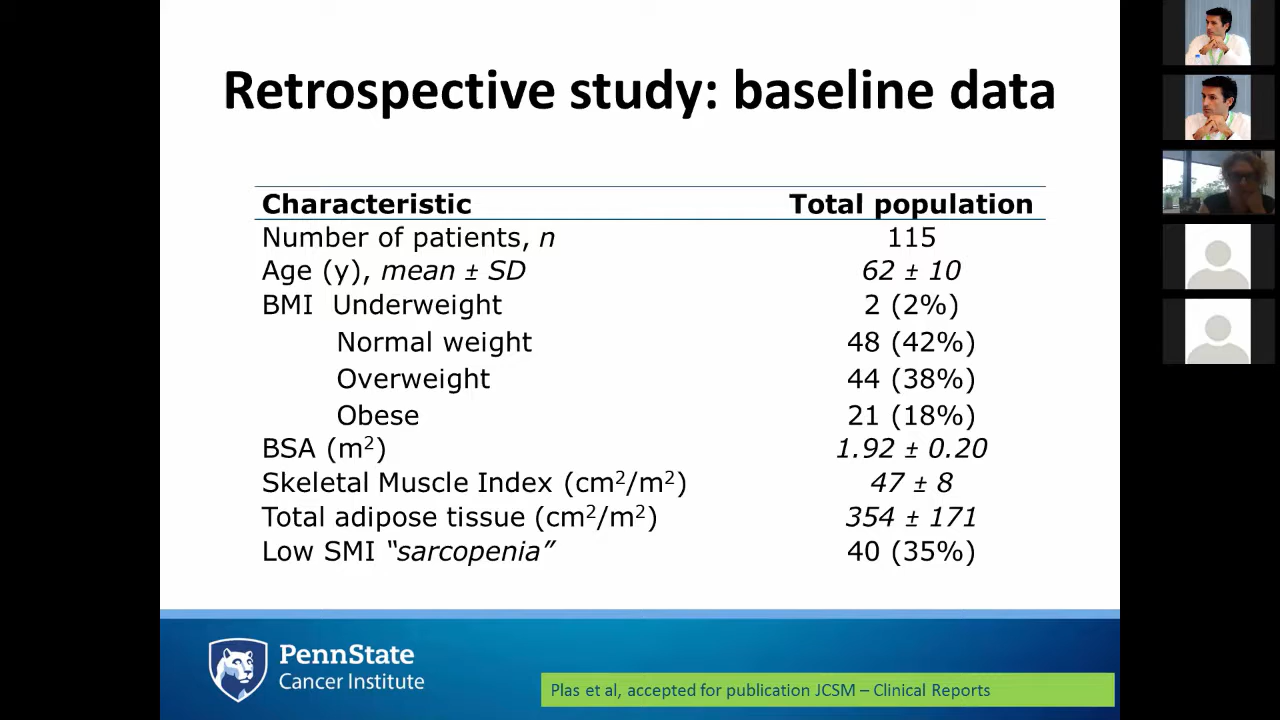 Retrospective study: baseline data
Characteristic Total population
Number of patients, n 115
Age (y), mean ± SD 62 ± 10
BMI Underweight 2 (2%)
Normal weight 48 (42%)
Overweight 44 (38%)
Obese 21 (18%)
BSA (m²) 1.92 ± 0.20
Skeletal Muscle Index (cm²/m²) 47 ± 8
Total adipose tissue (cm²/m²) 354 ± 171
Low SMI “sarcopenia” 40 (35%)
PennState
Cancer Institute
Plas et al, accepted for publication JCSM – Clinical Reports